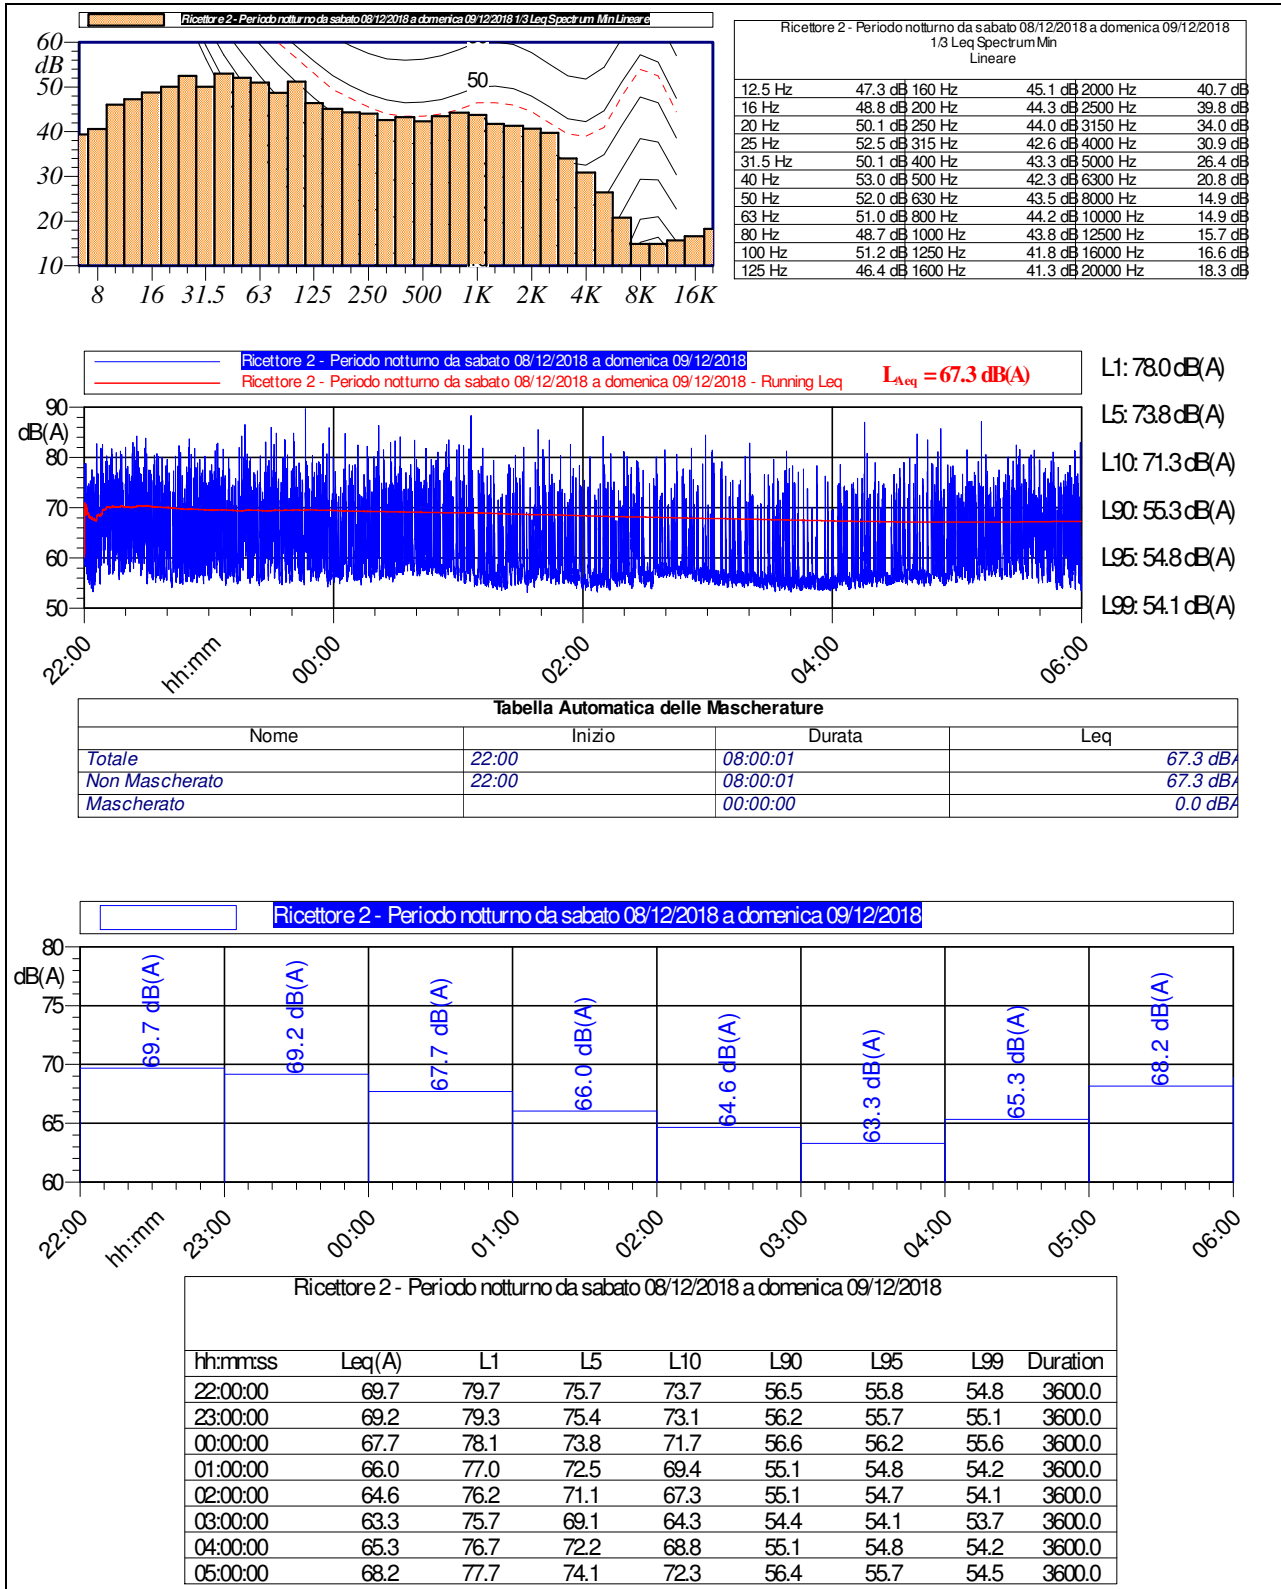 Ricettore 2 - Periodo notturno da sabato 08/12/2018 a domenica 09/12/2018 1/3 Leq Spectrum Min Lineare
60
dB
50
40
30
20
10
50
8 16 31.5 63 125 250 500 1K 2K 4K 8K 16K
Ricettore 2 - Periodo notturno da sabato 08/12/2018 a domenica 09/12/2018
1/3 Leq Spectrum Min
Lineare
12.5 Hz 47.3 dB 160 Hz 45.1 dB 2000 Hz 40.7 dB
16 Hz 48.8 dB 200 Hz 44.3 dB 2500 Hz 39.8 dB
20 Hz 50.1 dB 250 Hz 44.0 dB 3150 Hz 34.0 dB
25 Hz 52.5 dB 315 Hz 42.6 dB 4000 Hz 30.9 dB
31.5 Hz 50.1 dB 400 Hz 43.3 dB 5000 Hz 26.4 dB
40 Hz 53.0 dB 500 Hz 42.3 dB 6300 Hz 20.8 dB
50 Hz 52.0 dB 630 Hz 43.5 dB 8000 Hz 14.9 dB
63 Hz 51.0 dB 800 Hz 44.2 dB 10000 Hz 14.9 dB
80 Hz 48.7 dB 1000 Hz 43.8 dB 12500 Hz 15.7 dB
100 Hz 51.2 dB 1250 Hz 41.8 dB 16000 Hz 16.6 dB
125 Hz 46.4 dB 1600 Hz 41.3 dB 20000 Hz 18.3 dB
Ricettore 2 - Periodo notturno da sabato 08/12/2018 a domenica 09/12/2018
Ricettore 2 - Periodo notturno da sabato 08/12/2018 a domenica 09/12/2018 - Running Leq
LAeq = 67.3 dB(A)
90
dB(A)
80
70
60
50
22:00 hh:mm 00:00 02:00 04:00 06:00
L1: 78.0 dB(A)
L5: 73.8 dB(A)
L10: 71.3 dB(A)
L90: 55.3 dB(A)
L95: 54.8 dB(A)
L99: 54.1 dB(A)
Tabella Automatica delle Mascherature
Nome Inizio Durata Leq
Totale 22:00 08:00:01 67.3 dBA
Non Mascherato 22:00 08:00:01 67.3 dBA
Mascherato 00:00:00 0.0 dBA
Ricettore 2 - Periodo notturno da sabato 08/12/2018 a domenica 09/12/2018
80
dB(A)
75
70
65
60
69.7 dB(A)
69.2 dB(A)
67.7 dB(A)
66.0 dB(A)
64.6 dB(A)
63.3 dB(A)
65.3 dB(A)
68.2 dB(A)
22:00 hh:mm 23:00 00:00 01:00 02:00 03:00 04:00 05:00 06:00
Ricettore 2 - Periodo notturno da sabato 08/12/2018 a domenica 09/12/2018
hh:mm:ss Leq(A) L1 L5 L10 L90 L95 L99 Duration
22:00:00 69.7 79.7 75.7 73.7 56.5 55.8 54.8 3600.0
23:00:00 69.2 79.3 75.4 73.1 56.2 55.7 55.1 3600.0
00:00:00 67.7 78.1 73.8 71.7 56.6 56.2 55.6 3600.0
01:00:00 66.0 77.0 72.5 69.4 55.1 54.8 54.2 3600.0
02:00:00 64.6 76.2 71.1 67.3 55.1 54.7 54.1 3600.0
03:00:00 63.3 75.7 69.1 64.3 54.4 54.1 53.7 3600.0
04:00:00 65.3 76.7 72.2 68.8 55.1 54.8 54.2 3600.0
05:00:00 68.2 77.7 74.1 72.3 56.4 55.7 54.5 3600.0